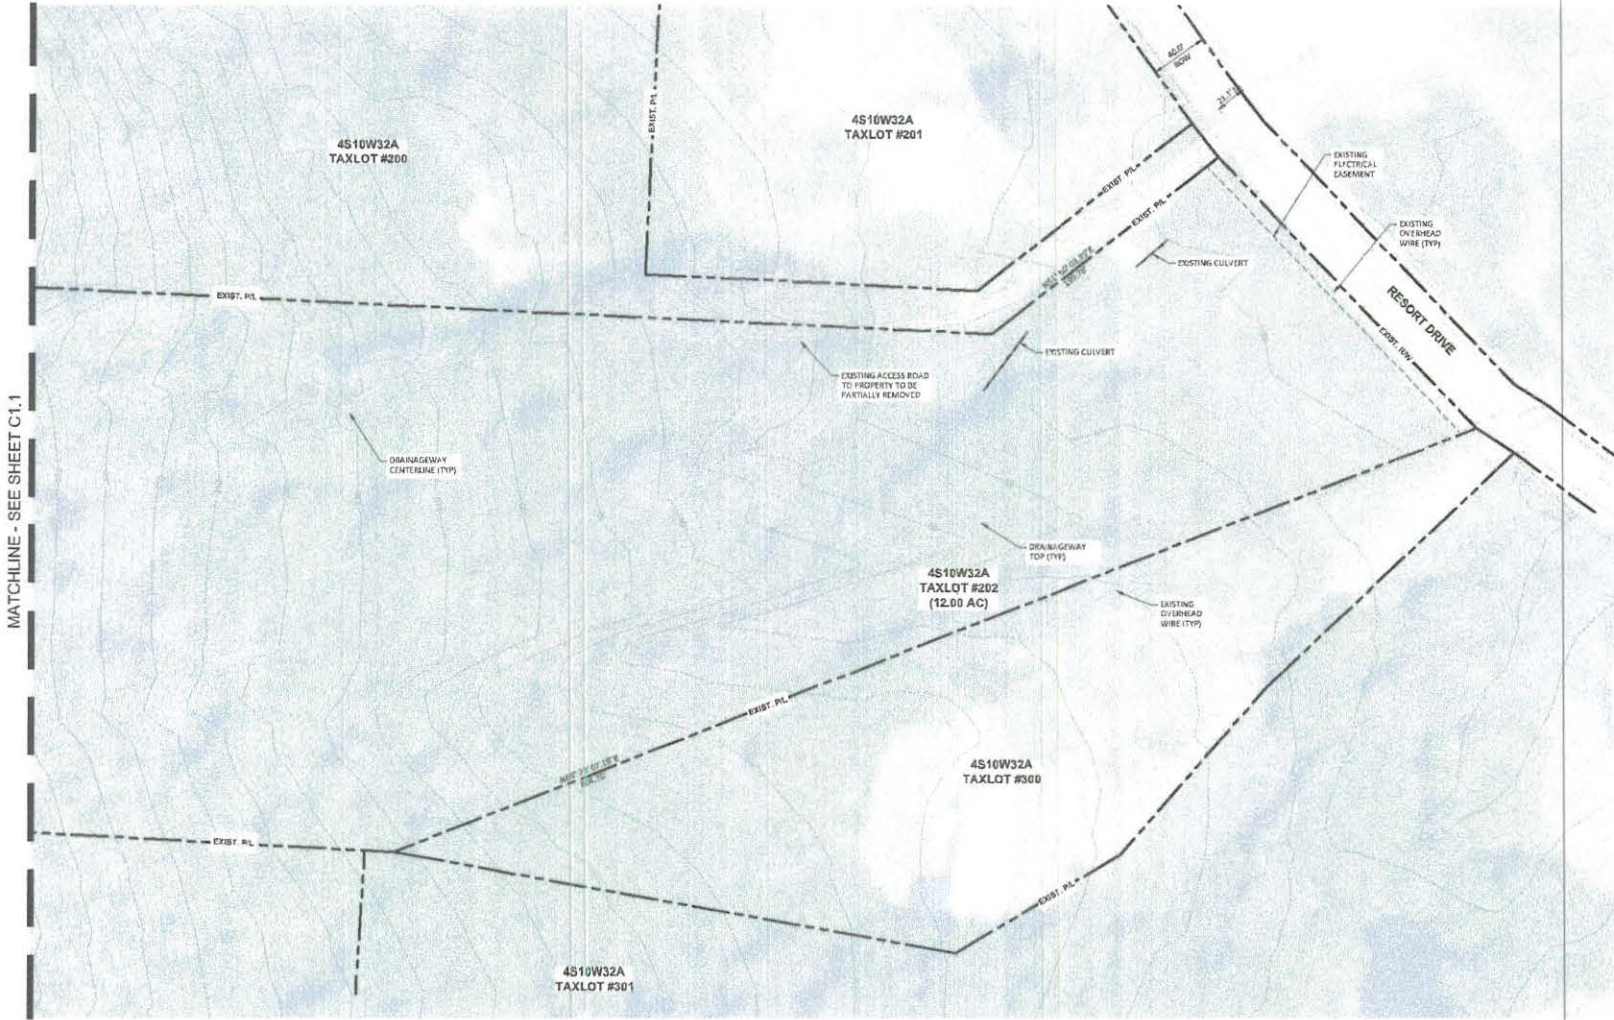 MATCHLINE - SEE SHEET C1.1
4S10W32A
TAXLOT #200
EXIST. P/L
4S10W32A
TAXLOT #201
40.0'
ROW
EXISTING
ELECTRICAL
EASEMENT
EXISTING
OVERHEAD
WIRE (TYP)
EXIST. P/L
EXIST. P/L
EXISTING CULVERT
RESORT DRIVE
EXIST. R/W
EXIST. P/L
EXISTING CULVERT
EXISTING ACCESS ROAD
TO PROPERTY TO BE
PARTIALLY REMOVED
DRAINAGEWAY
CENTERLINE (TYP)
DRAINAGEWAY
TOP (TYP)
4S10W32A
TAXLOT #202
(12.00 AC)
EXISTING
OVERHEAD
WIRE (TYP)
EXIST. P/L
4S10W32A
TAXLOT #300
EXIST. P/L
EXIST. P/L
4S10W32A
TAXLOT #301